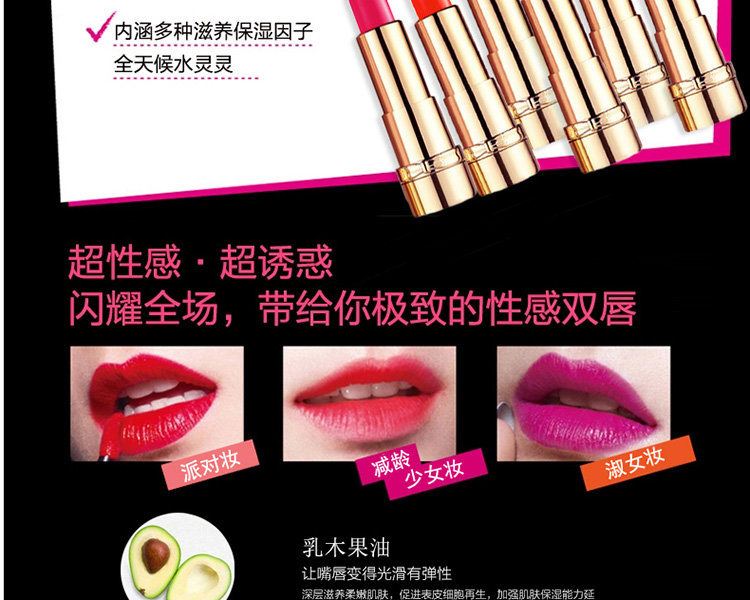 内涵多种滋养保湿因子
全天候水灵灵
超性感·超诱惑
闪耀全场，带给你极致的性感双唇
派对妆
减龄
少女妆
淑女妆
乳木果油
让嘴唇变得光滑有弹性
深层滋养柔嫩肌肤，促进表皮细胞再生，加强肌肤保湿能力延